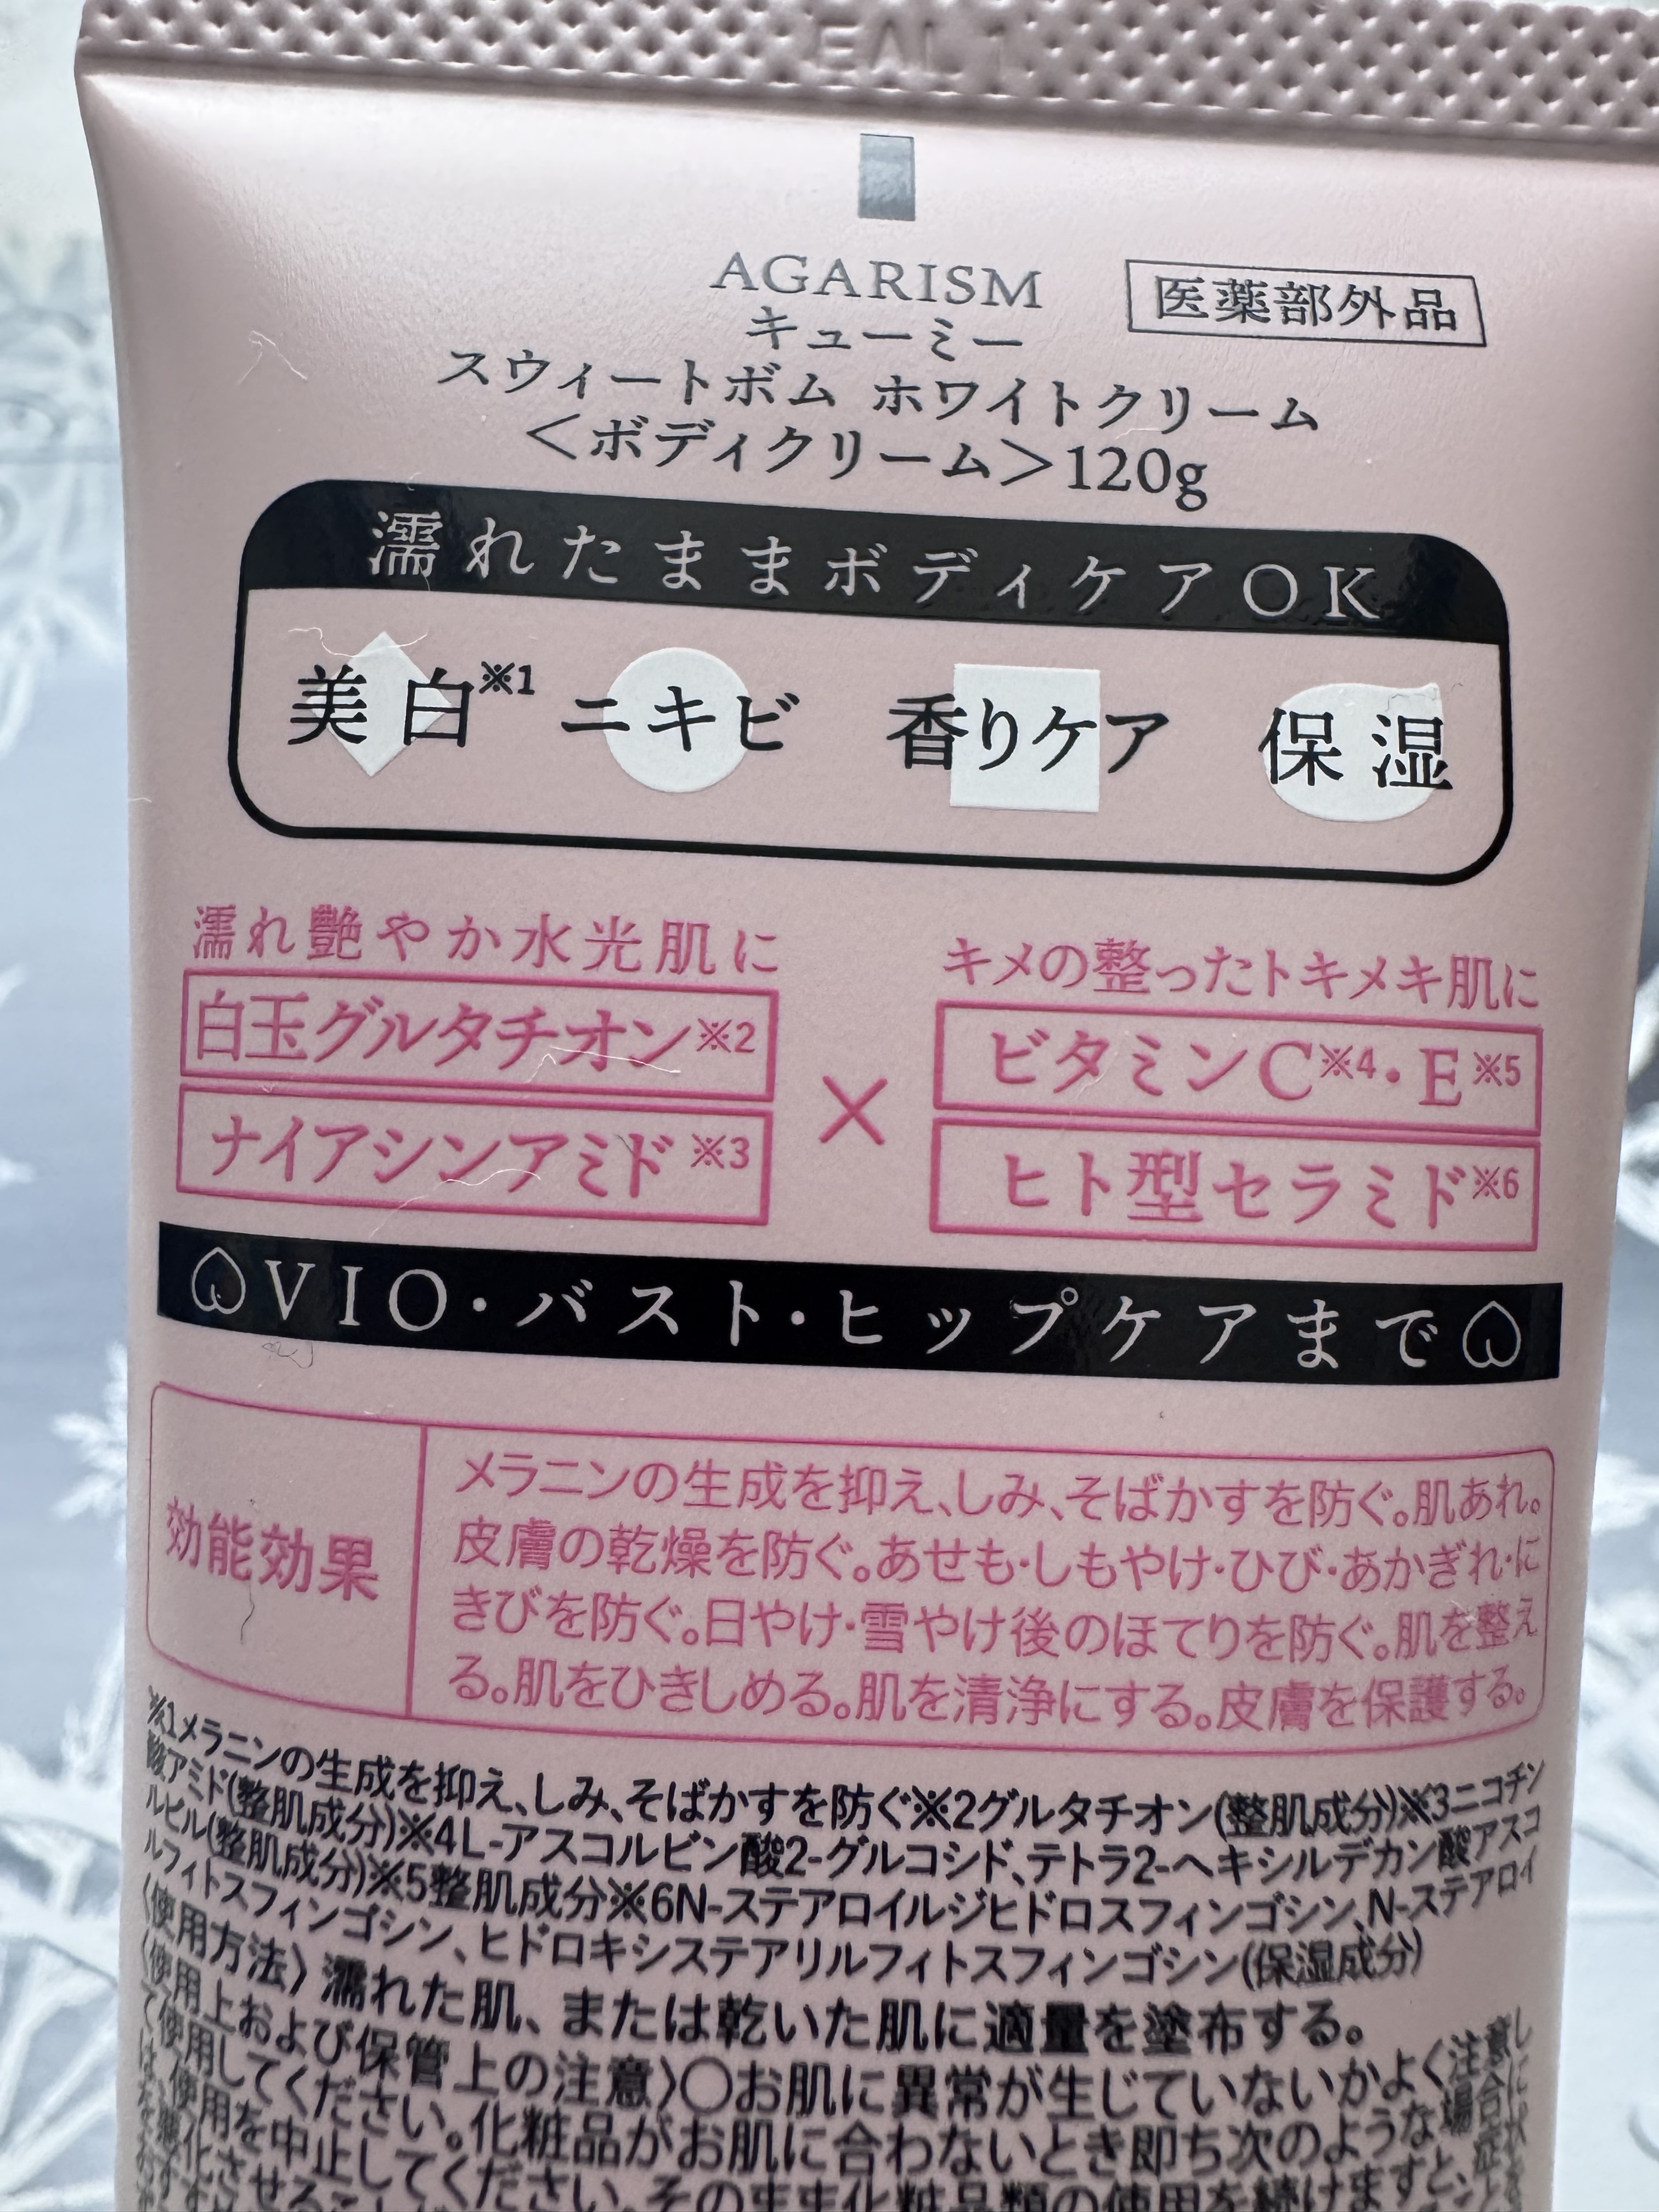 AGARISM
医薬部外品
キューミー
スウィートボム ホワイトクリーム
＜ボディクリーム＞120g
濡れたままボディケアOK
美白※1 ニキビ 香りケア 保湿
濡れ艶やか水光肌に
白玉グルタチオン※2
ナイアシンアミド※3
×
キメの整ったトキメキ肌に
ビタミンC※4・E※5
ヒト型セラミド※6
VIO・バスト・ヒップケアまで
効能効果
メラニンの生成を抑え、しみ、そばかすを防ぐ。肌あれ。
皮膚の乾燥を防ぐ。あせも・しもやけ・ひび・あかぎれ・に
きびを防ぐ。日やけ・雪やけ後のほてりを防ぐ。肌を整え
る。肌をひきしめる。肌を清浄にする。皮膚を保護する。
※1メラニンの生成を抑え、しみ、そばかすを防ぐ※2グルタチオン(整肌成分)※3ニコチン
酸アミド(整肌成分)※4L-アスコルビン酸2-グルコシド、テトラ2-ヘキシルデカン酸アスコ
ルビル(整肌成分)※5整肌成分※6N-ステアロイルジヒドロスフィンゴシン、N-ステアロイ
ルフィトスフィンゴシン、ヒドロキシステアリルフィトスフィンゴシン(保湿成分)
〈使用方法〉濡れた肌、または乾いた肌に適量を塗布する。
〈使用上および保管上の注意〉○お肌に異常が生じていないかよく注意し
て使用してください。化粧品がお肌に合わないとき即ち次のような場合に
は、使用を中止してください。そのまま化粧品類の使用を続けますと、症状